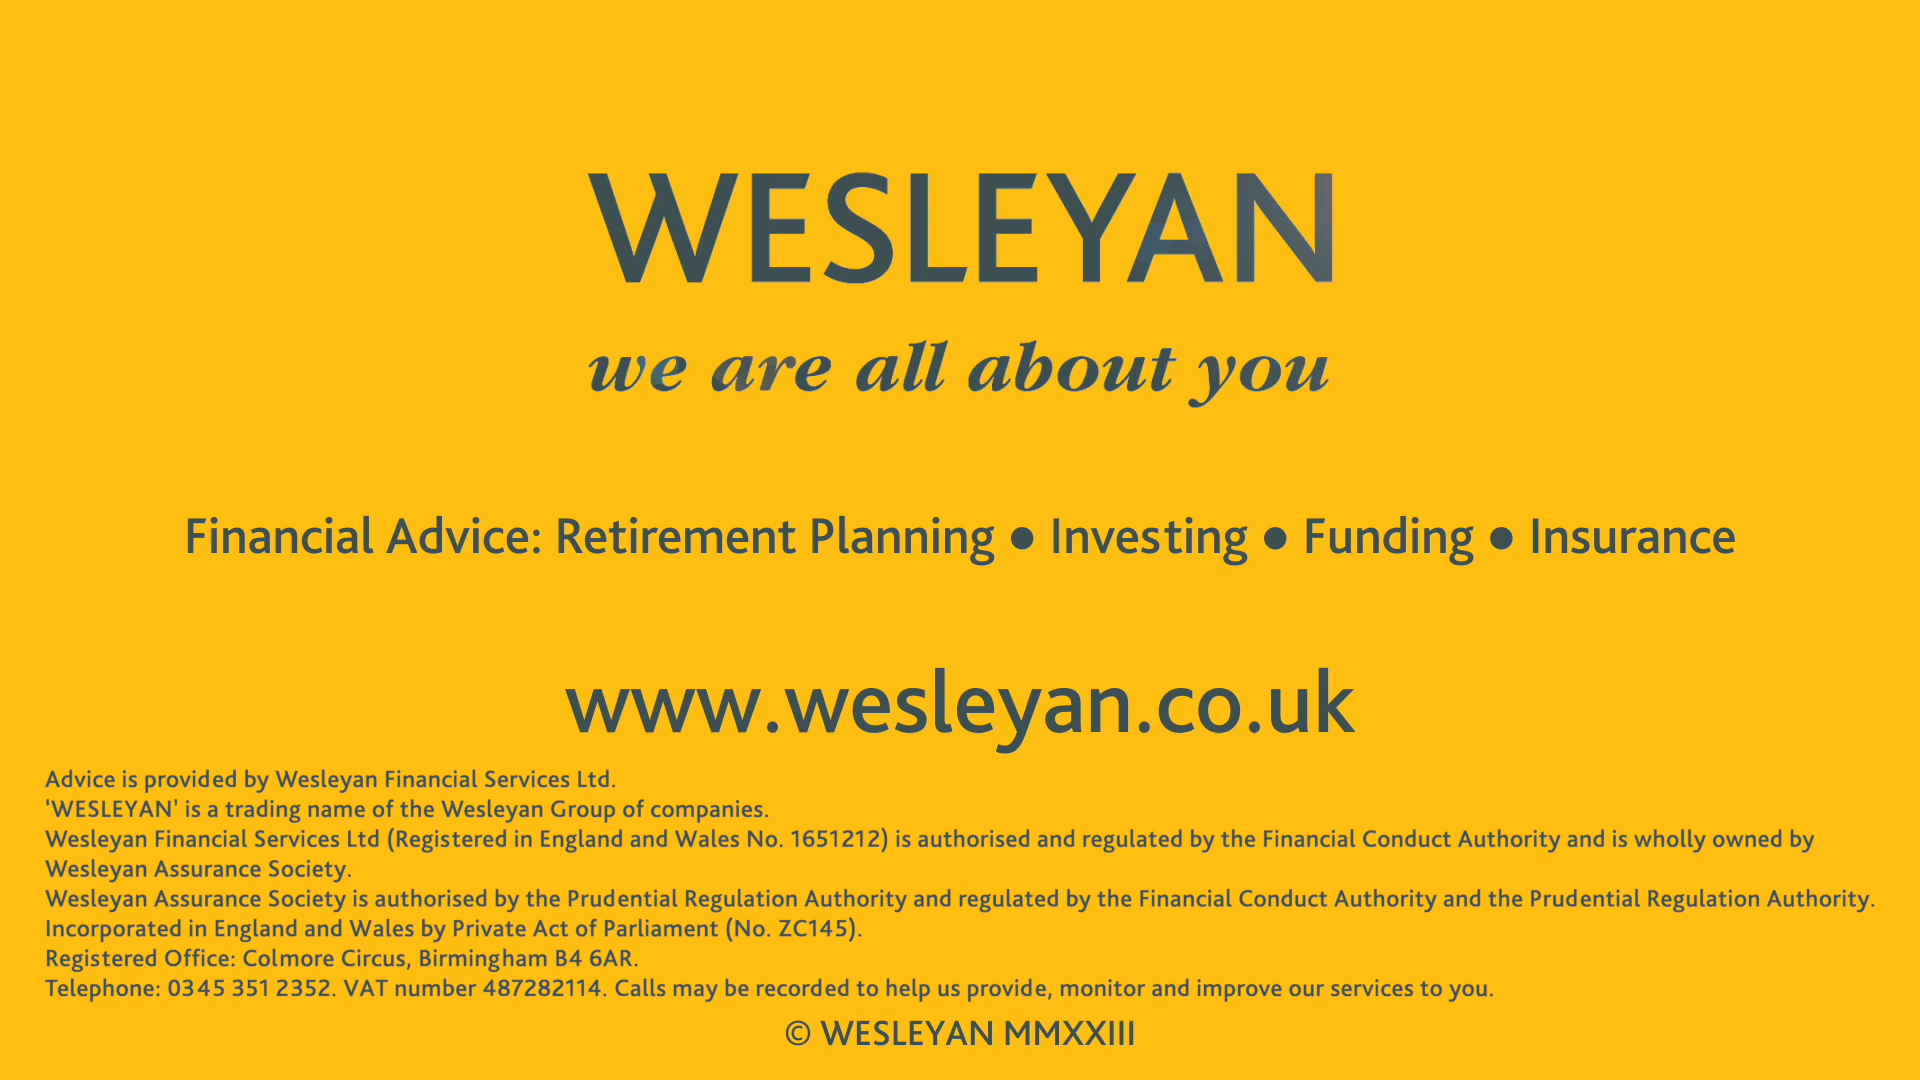 WESLEYAN
we are all about you
Financial Advice: Retirement Planning ● Investing ● Funding ● Insurance
www.wesleyan.co.uk
Advice is provided by Wesleyan Financial Services Ltd.
‘WESLEYAN’ is a trading name of the Wesleyan Group of companies.
Wesleyan Financial Services Ltd (Registered in England and Wales No. 1651212) is authorised and regulated by the Financial Conduct Authority and is wholly owned by
Wesleyan Assurance Society.
Wesleyan Assurance Society is authorised by the Prudential Regulation Authority and regulated by the Financial Conduct Authority and the Prudential Regulation Authority.
Incorporated in England and Wales by Private Act of Parliament (No. ZC145).
Registered Office: Colmore Circus, Birmingham B4 6AR.
Telephone: 0345 351 2352. VAT number 487282114. Calls may be recorded to help us provide, monitor and improve our services to you.
© WESLEYAN MMXXIII